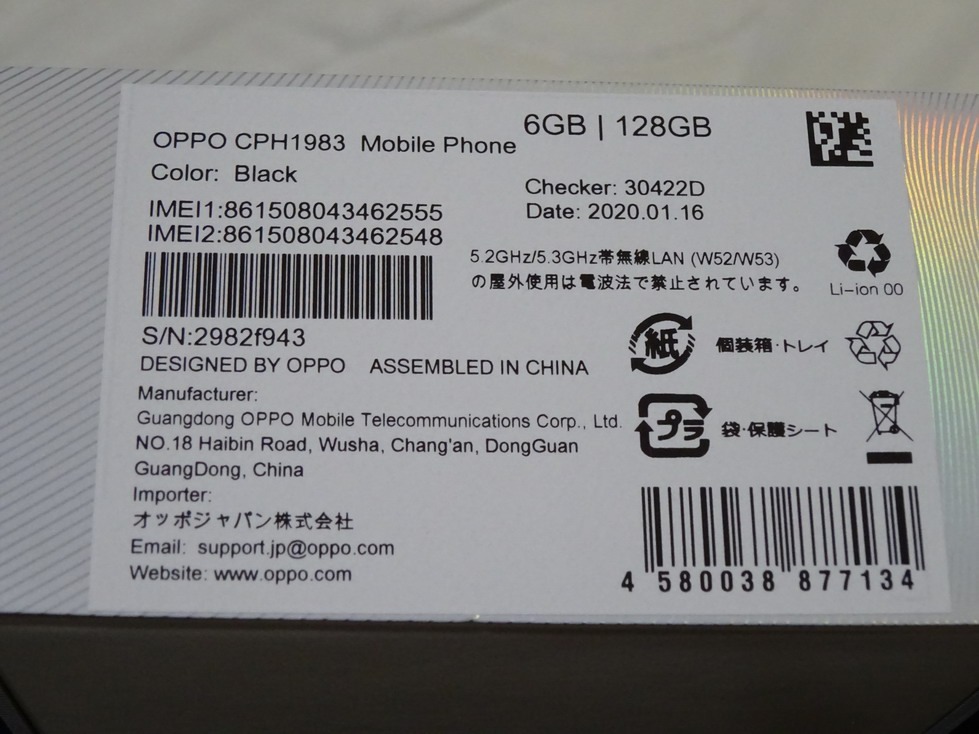 OPPO CPH1983 Mobile Phone
6GB | 128GB
Color: Black
Checker: 30422D
IMEI1:861508043462555
Date: 2020.01.16
IMEI2:861508043462548
5.2GHz/5.3GHz帯無線LAN (W52/W53)
の屋外使用は電波法で禁止されています。
Li-ion 00
S/N:2982f943
紙
個装箱·トレイ
DESIGNED BY OPPO ASSEMBLED IN CHINA
Manufacturer:
Guangdong OPPO Mobile Telecommunications Corp., Ltd.
プラ
袋·保護シート
NO.18 Haibin Road, Wusha, Chang'an, DongGuan
GuangDong, China
Importer:
オッポジャパン株式会社
Email: support.jp@oppo.com
Website: www.oppo.com
4 580038 877134